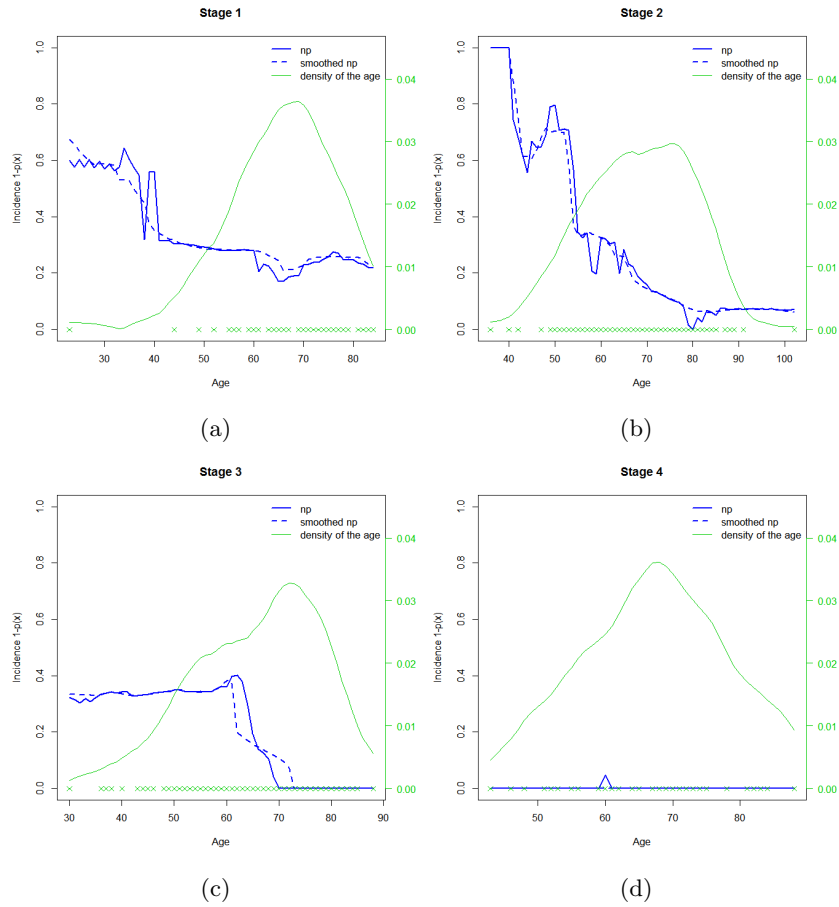 Stage 1
np
smoothed np
density of the age
Incidence 1-p(x)
0.0 0.2 0.4 0.6 0.8 1.0
0.00 0.01 0.02 0.03 0.04
30 40 50 60 70 80
Age
(a)
Stage 2
np
smoothed np
density of the age
Incidence 1-p(x)
0.0 0.2 0.4 0.6 0.8 1.0
0.00 0.01 0.02 0.03 0.04
40 50 60 70 80 90 100
Age
(b)
Stage 3
np
smoothed np
density of the age
Incidence 1-p(x)
0.0 0.2 0.4 0.6 0.8 1.0
0.00 0.01 0.02 0.03 0.04
30 40 50 60 70 80 90
Age
(c)
Stage 4
np
smoothed np
density of the age
Incidence 1-p(x)
0.0 0.2 0.4 0.6 0.8 1.0
0.00 0.01 0.02 0.03 0.04
50 60 70 80
Age
(d)